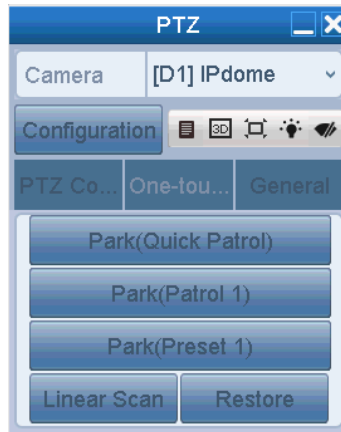 PTZ
Camera [D1] IPdome
Configuration 3D
PTZ Co... One-tou... General
Park(Quick Patrol)
Park(Patrol 1)
Park(Preset 1)
Linear Scan Restore